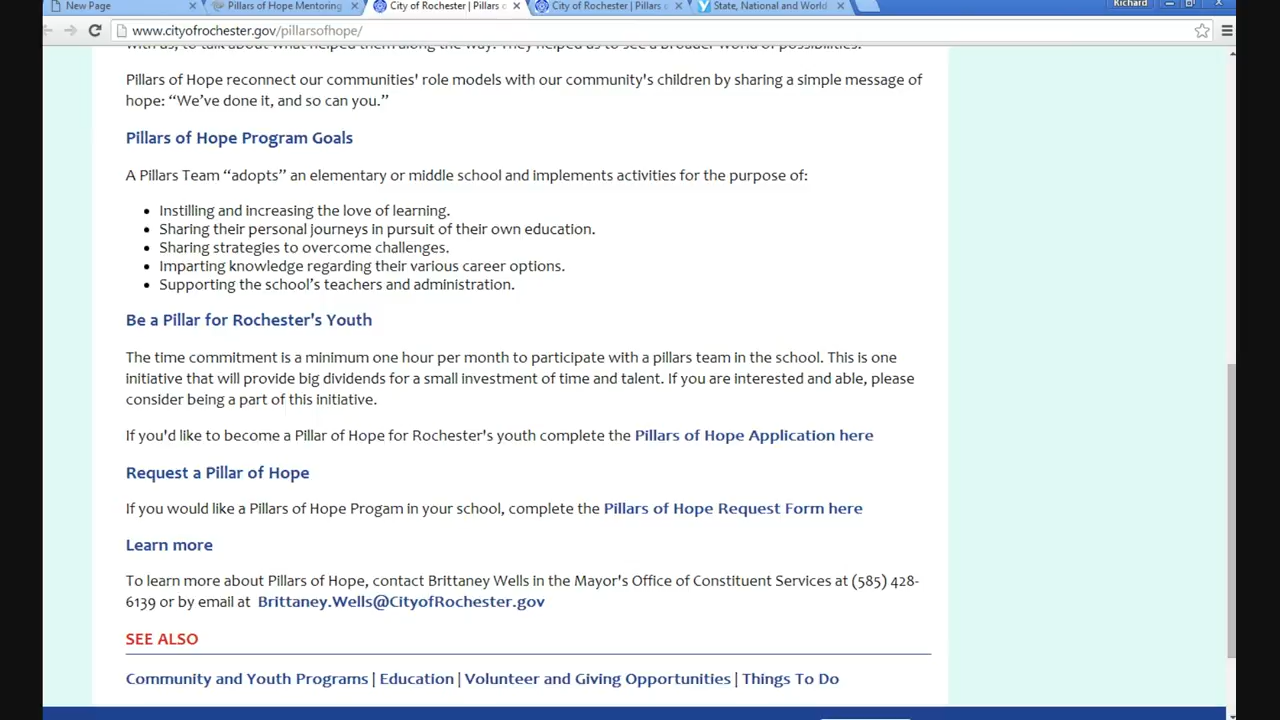 New Page
Pillars of Hope Mentoring
City of Rochester | Pillars o
City of Rochester | Pillars o
State, National and World
Richard
www.cityofrochester.gov/pillarsofhope/
with us, to talk about what helped them along the way. They helped us to see a broader world of possibilities.
Pillars of Hope reconnect our communities' role models with our community's children by sharing a simple message of
hope: “We’ve done it, and so can you.”
Pillars of Hope Program Goals
A Pillars Team “adopts” an elementary or middle school and implements activities for the purpose of:
• Instilling and increasing the love of learning.
• Sharing their personal journeys in pursuit of their own education.
• Sharing strategies to overcome challenges.
• Imparting knowledge regarding their various career options.
• Supporting the school’s teachers and administration.
Be a Pillar for Rochester's Youth
The time commitment is a minimum one hour per month to participate with a pillars team in the school. This is one
initiative that will provide big dividends for a small investment of time and talent. If you are interested and able, please
consider being a part of this initiative.
If you'd like to become a Pillar of Hope for Rochester's youth complete the Pillars of Hope Application here
Request a Pillar of Hope
If you would like a Pillars of Hope Progam in your school, complete the Pillars of Hope Request Form here
Learn more
To learn more about Pillars of Hope, contact Brittaney Wells in the Mayor's Office of Constituent Services at (585) 428-
6139 or by email at Brittaney.Wells@CityofRochester.gov
SEE ALSO
Community and Youth Programs | Education | Volunteer and Giving Opportunities | Things To Do